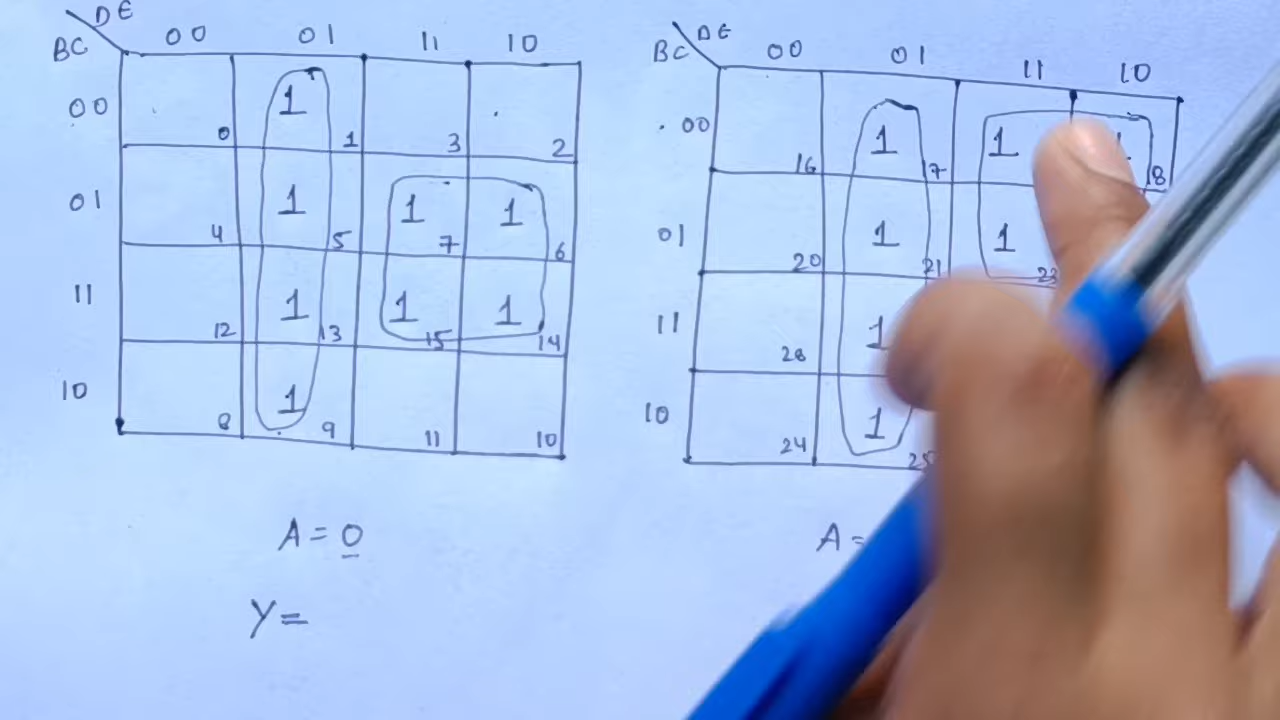 DE
BC 00 01 11 10
00 1
0 1 3 2
01 1 1 1
4 5 7 6
11 1 1 1
12 13 15 14
10 1
8 9 11 10
A = 0
Y =
DE
BC 00 01 11 10
00 1 1
16 17 18
01 1 1
20 21 23
11 1
28
10 1
24 25
A =